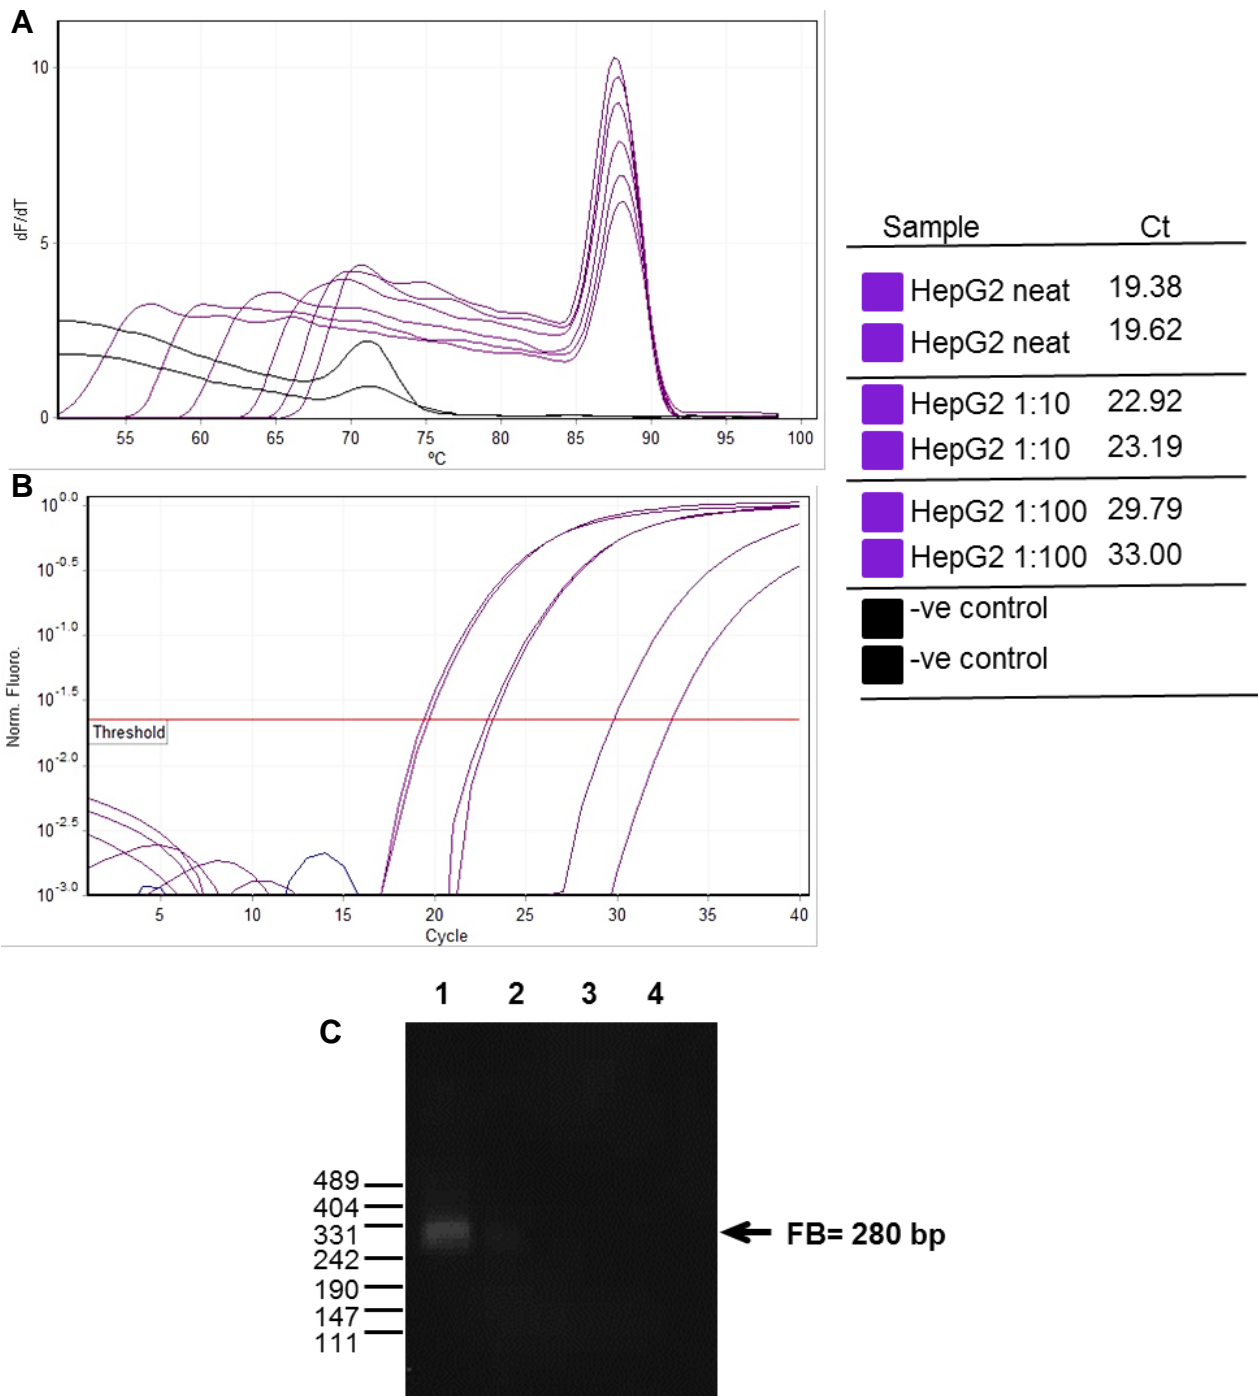 A
10
5
0
dF/dT
55 60 65 70 75 80 85 90 95 100
ºC
B
10^0.0
10^-0.5
10^-1.0
10^-1.5
10^-2.0
10^-2.5
10^-3.0
Norm. Fluoro.
Threshold
5 10 15 20 25 30 35 40
Cycle
Sample Ct
HepG2 neat 19.38
HepG2 neat 19.62
HepG2 1:10 22.92
HepG2 1:10 23.19
HepG2 1:100 29.79
HepG2 1:100 33.00
-ve control
-ve control
1 2 3 4
C
489
404
331
242
190
147
111
FB= 280 bp